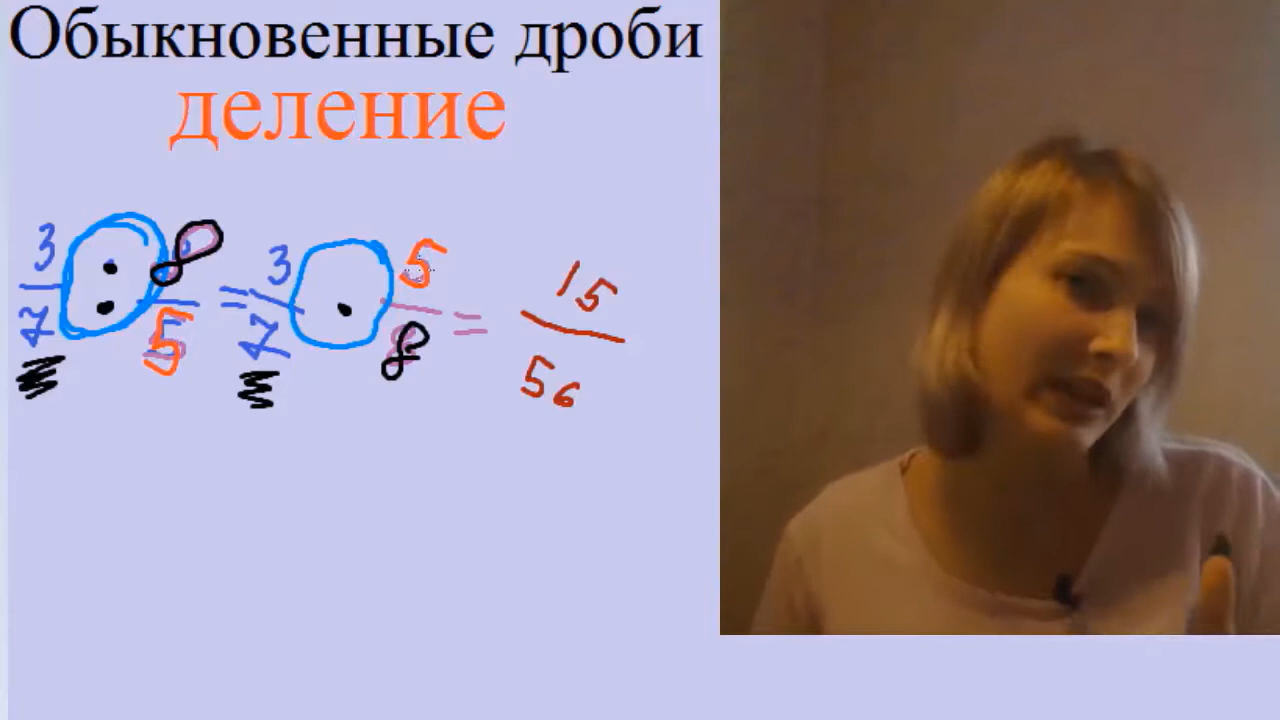 Обыкновенные дроби
деление
3/7 : 8/5 = 3/7 · 5/8 = 15/56